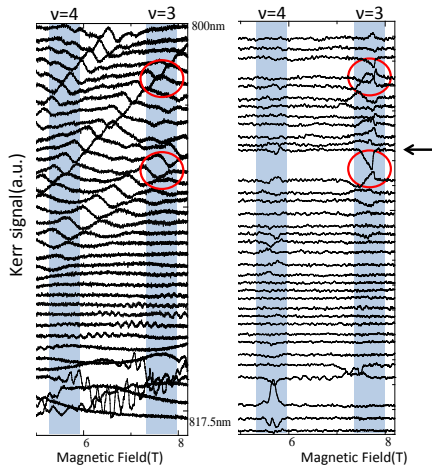 ν=4 ν=3 800nm ν=4 ν=3
Kerr signal(a.u.)
817.5nm
6 8 6 8
Magnetic Field(T) Magnetic Field(T)